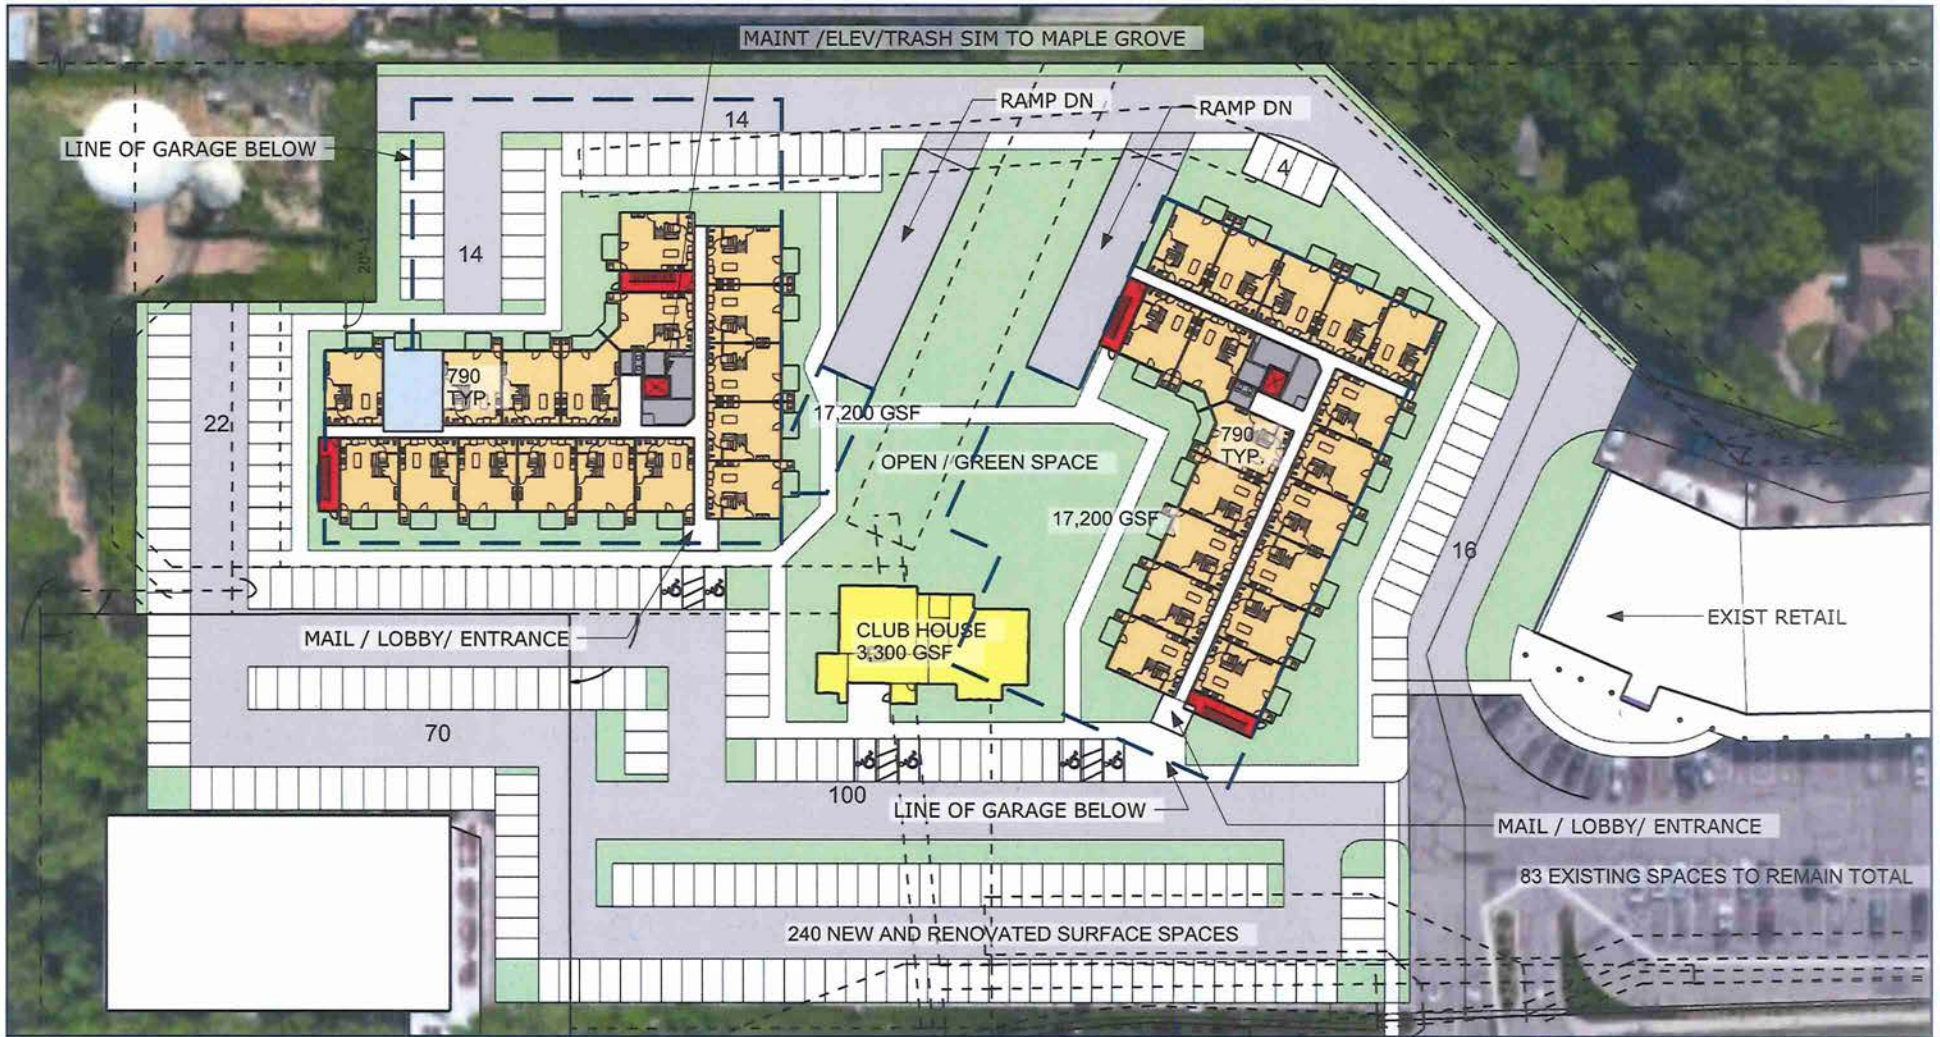 MAINT /ELEV/TRASH SIM TO MAPLE GROVE
RAMP DN
RAMP DN
14
LINE OF GARAGE BELOW
4
14
790
TYP.
22
17,200 GSF
790
TYP.
OPEN / GREEN SPACE
17,200 GSF
16
EXIST RETAIL
MAIL / LOBBY/ ENTRANCE
CLUB HOUSE
3,300 GSF
70
100
LINE OF GARAGE BELOW
MAIL / LOBBY/ ENTRANCE
83 EXISTING SPACES TO REMAIN TOTAL
240 NEW AND RENOVATED SURFACE SPACES